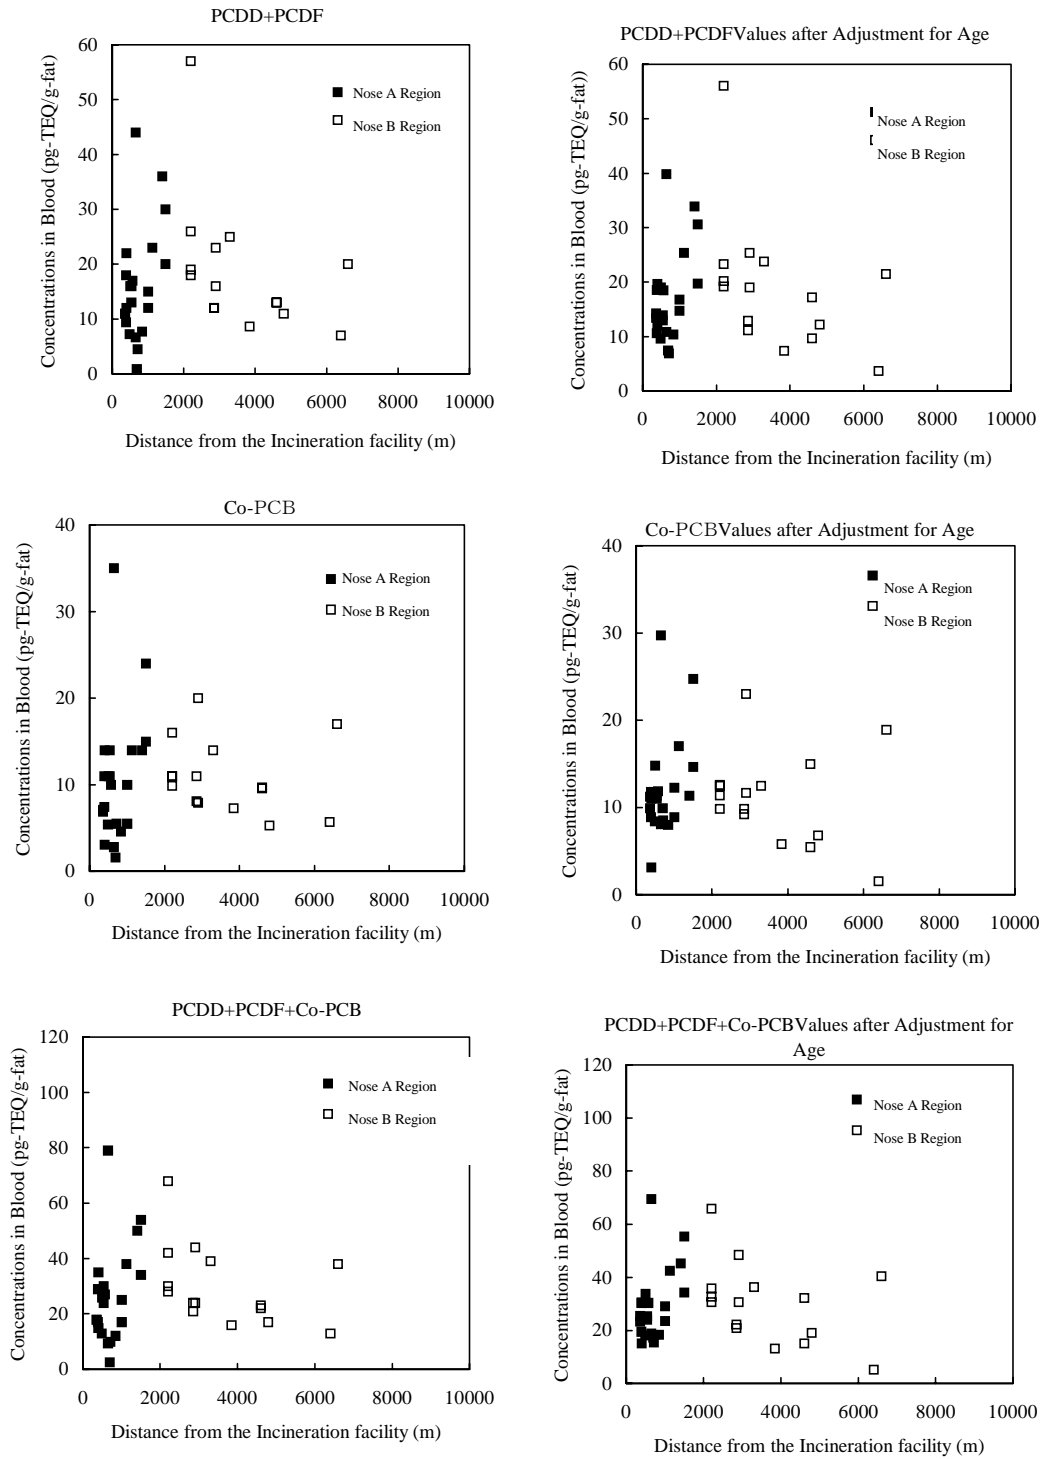 PCDD+PCDF
Concentrations in Blood (pg-TEQ/g-fat)
60
50
40
30
20
10
0
Nose A Region
Nose B Region
0 2000 4000 6000 8000 10000
Distance from the Incineration facility (m)
PCDD+PCDFValues after Adjustment for Age
Concentrations in Blood (pg-TEQ/g-fat))
60
50
40
30
20
10
0
Nose A Region
Nose B Region
0 2000 4000 6000 8000 10000
Distance from the Incineration facility (m)
Co-PCB
Concentrations in Blood (pg-TEQ/g-fat)
40
30
20
10
0
Nose A Region
Nose B Region
0 2000 4000 6000 8000 10000
Distance from the Incineration facility (m)
Co-PCBValues after Adjustment for Age
Concentrations in Blood (pg-TEQ/g-fat)
40
30
20
10
0
Nose A Region
Nose B Region
0 2000 4000 6000 8000 10000
Distance from the Incineration facility (m)
PCDD+PCDF+Co-PCB
Concentrations in Blood (pg-TEQ/g-fat)
120
100
80
60
40
20
0
Nose A Region
Nose B Region
0 2000 4000 6000 8000 10000
Distance from the Incineration facility (m)
PCDD+PCDF+Co-PCBValues after Adjustment for
Age
Concentrations in Blood (pg-TEQ/g-fat)
120
100
80
60
40
20
0
Nose A Region
Nose B Region
0 2000 4000 6000 8000 10000
Distance from the Incineration facility (m)